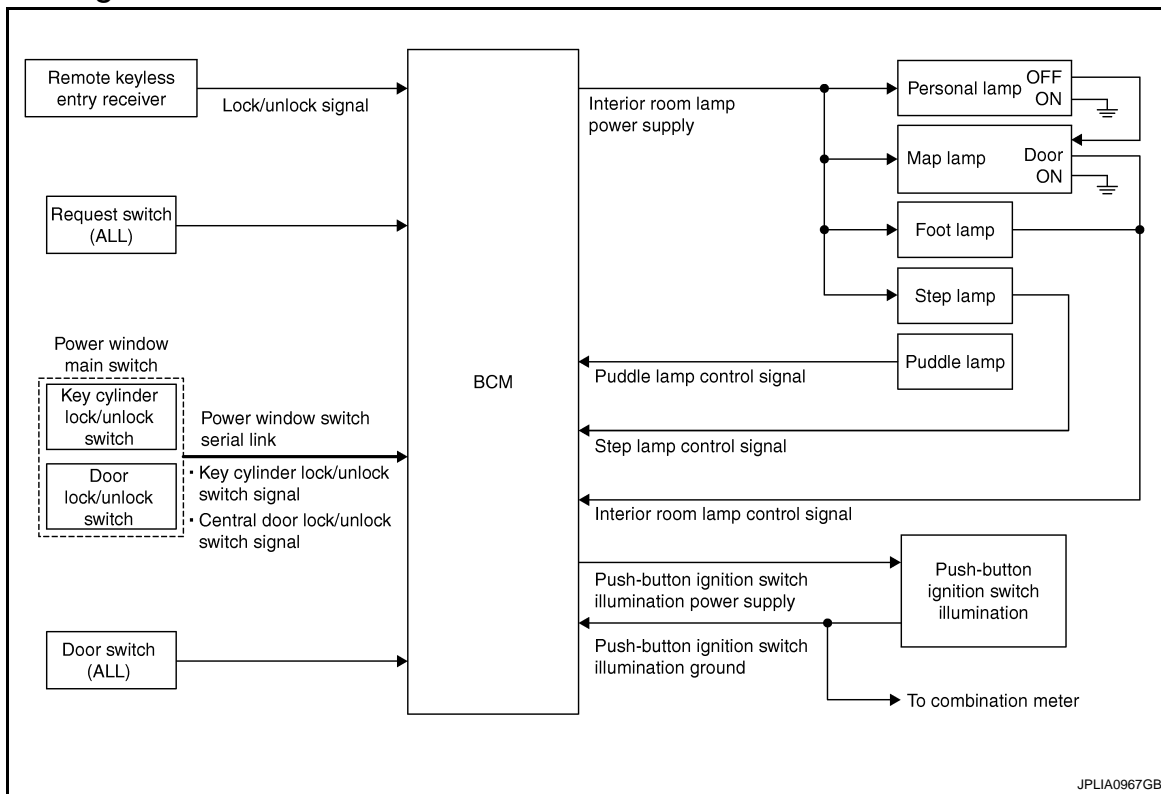 Remote keyless
entry receiver
Lock/unlock signal
Request switch
(ALL)
Power window
main switch
Key cylinder
lock/unlock
switch
Door
lock/unlock
switch
Power window switch
serial link
· Key cylinder lock/unlock
switch signal
· Central door lock/unlock
switch signal
Door switch
(ALL)
BCM
Interior room lamp
power supply
Personal lamp
OFF
ON
Map lamp
Door
ON
Foot lamp
Step lamp
Puddle lamp
Puddle lamp control signal
Step lamp control signal
Interior room lamp control signal
Push-button ignition switch
illumination power supply
Push-button
ignition switch
illumination
Push-button ignition switch
illumination ground
To combination meter
JPLIA0967GB